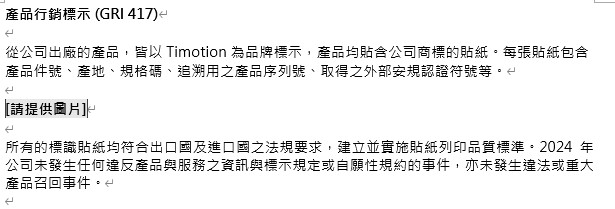 產品行銷標示 (GRI 417)
從公司出廠的產品，皆以 Timotion 為品牌標示，產品均貼含公司商標的貼紙。每張貼紙包含
產品件號、產地、規格碼、追溯用之產品序列號、取得之外部安規認證符號等。
[請提供圖片]
所有的標識貼紙均符合出口國及進口國之法規要求，建立並實施貼紙列印品質標準。2024 年
公司未發生任何違反產品與服務之資訊與標示規定或自願性規約的事件，亦未發生違法或重大
產品召回事件。